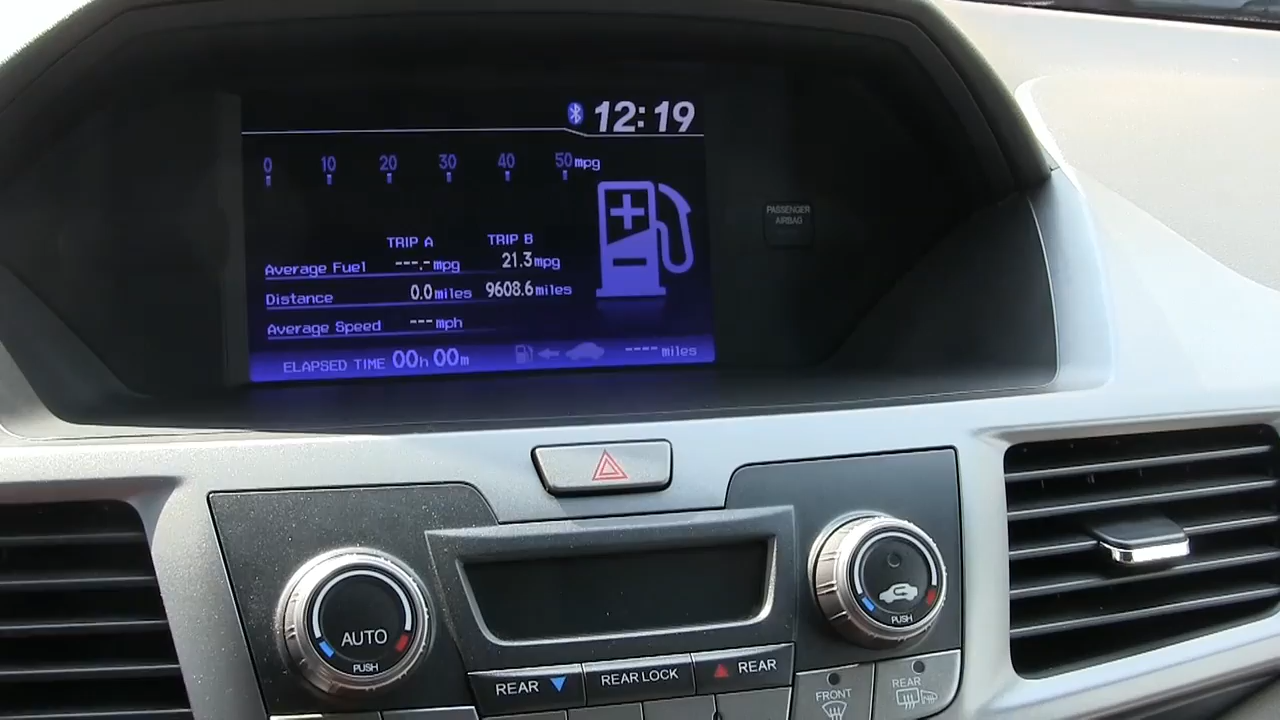 12:19
0 10 20 30 40 50 mpg
TRIP A TRIP B
Average Fuel ---.- mpg 21.3 mpg
Distance 0.0 miles 9608.6 miles
Average Speed --- mph
ELAPSED TIME 00h 00m ---- miles
PASSENGER
AIRBAG
AUTO
PUSH
PUSH
REAR
REAR LOCK
REAR
FRONT
REAR